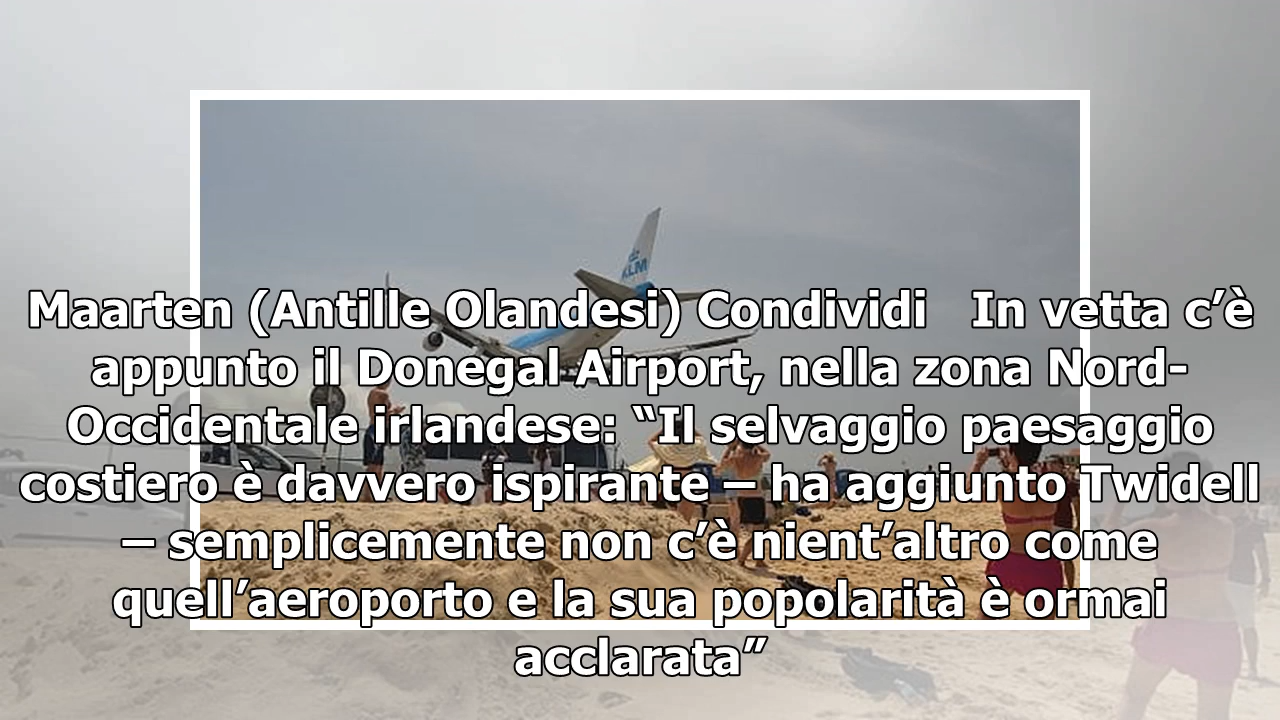 KLM
Maarten (Antille Olandesi) Condividi   In vetta c’è
appunto il Donegal Airport, nella zona Nord-
Occidentale irlandese: “Il selvaggio paesaggio
costiero è davvero ispirante – ha aggiunto Twidell
– semplicemente non c’è nient’altro come
quell’aeroporto e la sua popolarità è ormai
acclarata”